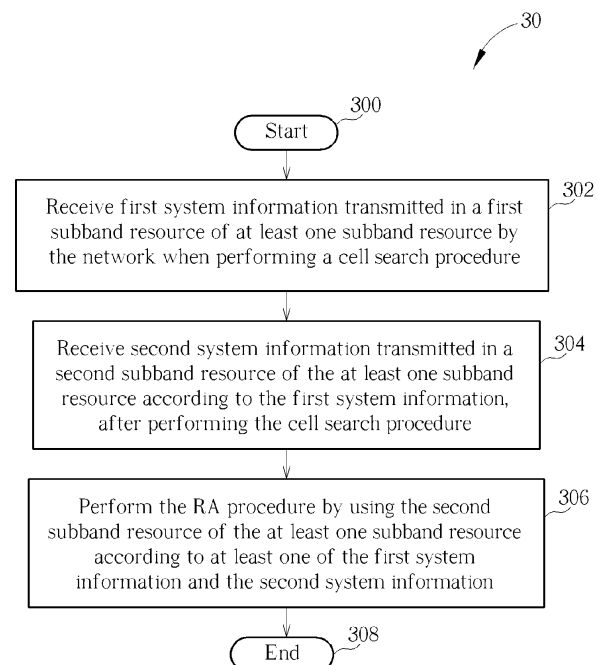 30
300
Start
302
Receive first system information transmitted in a first
subband resource of at least one subband resource by
the network when performing a cell search procedure
304
Receive second system information transmitted in a
second subband resource of the at least one subband
resource according to the first system information,
after performing the cell search procedure
306
Perform the RA procedure by using the second
subband resource of the at least one subband resource
according to at least one of the first system
information and the second system information
308
End